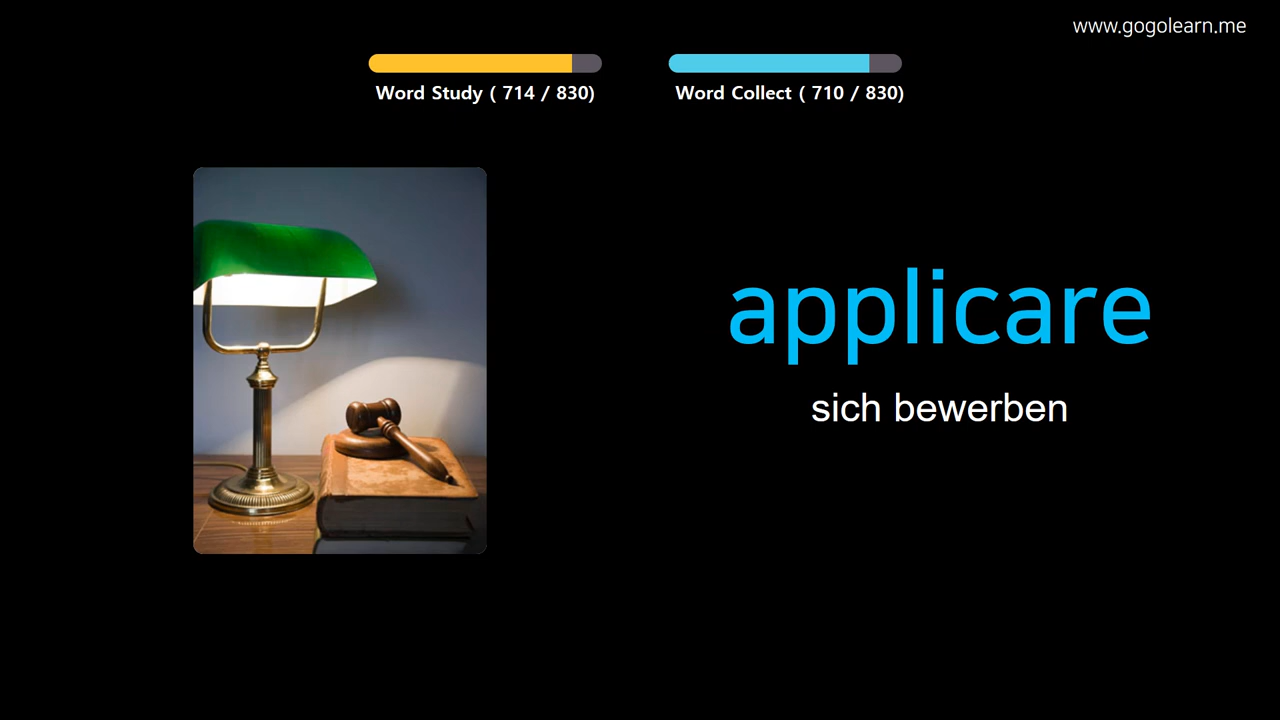 www.gogolearn.me
Word Study ( 714 / 830)
Word Collect ( 710 / 830)
applicare
sich bewerben